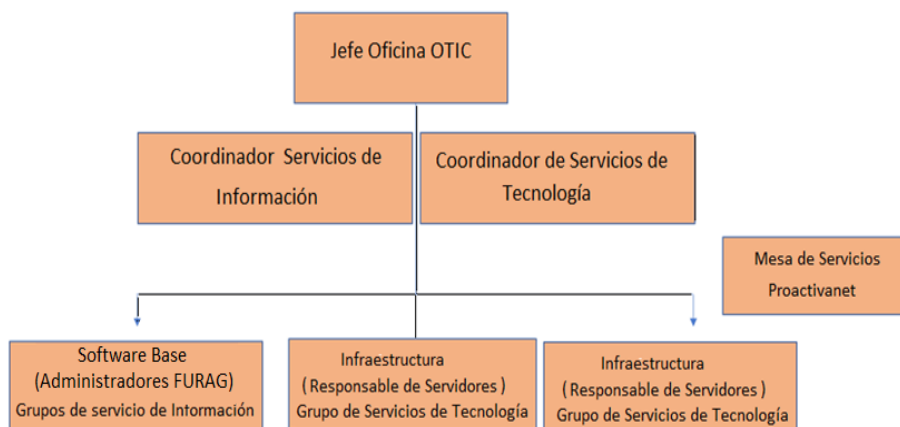 Jefe Oficina OTIC
Coordinador Servicios de
Información
Coordinador de Servicios de
Tecnología
Mesa de Servicios
Proactivanet
Software Base
(Administradores FURAG)
Grupos de servicio de Información
Infraestructura
( Responsable de Servidores )
Grupo de Servicios de Tecnología
Infraestructura
( Responsable de Servidores )
Grupo de Servicios de Tecnología